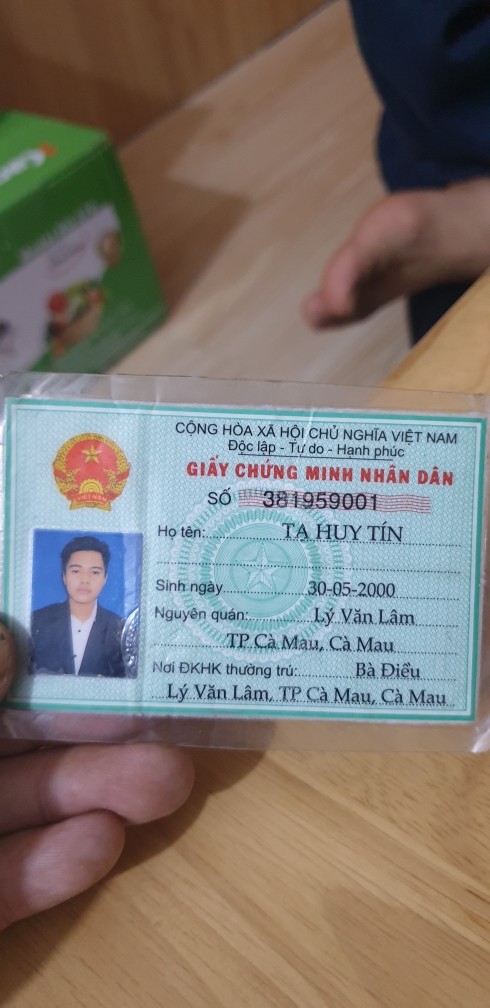 CỘNG HÒA XÃ HỘI CHỦ NGHĨA VIỆT NAM
Độc lập - Tự do - Hạnh phúc
GIẤY CHỨNG MINH NHÂN DÂN
SỐ 381959001
Họ tên: TẠ HUY TÍN
Sinh ngày 30-05-2000
Nguyên quán: Lý Văn Lâm
TP Cà Mau, Cà Mau
Nơi ĐKHK thường trú: Bà Điều
Lý Văn Lâm, TP Cà Mau, Cà Mau